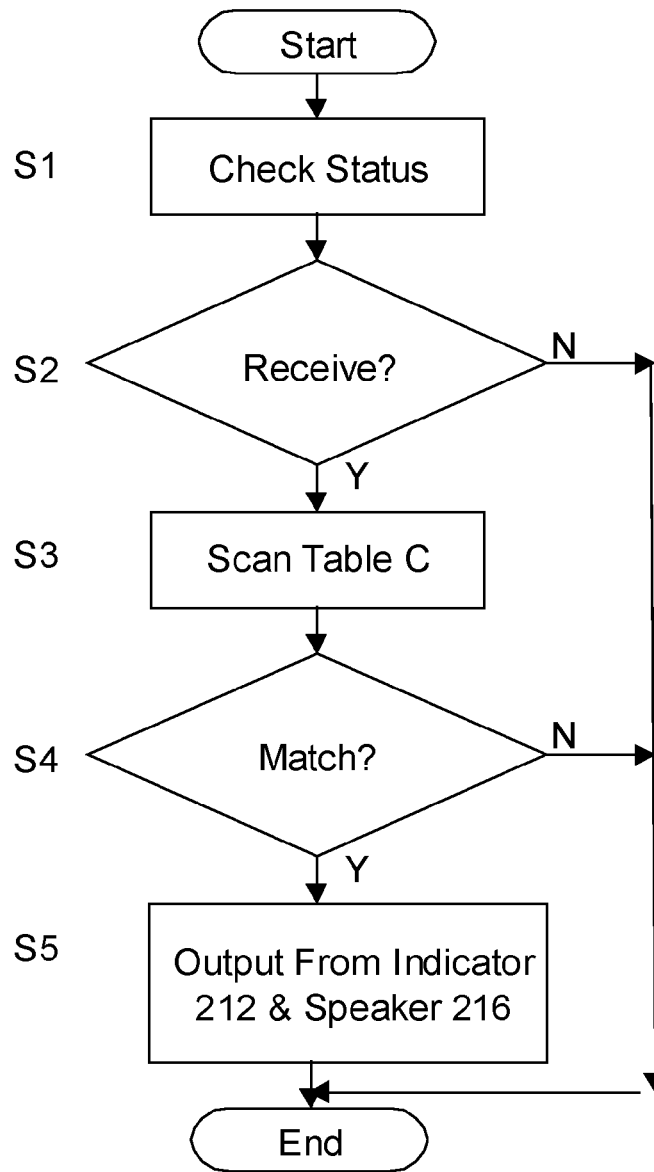 Start
S1
Check Status
S2
Receive?
N
Y
S3
Scan Table C
S4
Match?
N
Y
S5
Output From Indicator
212 & Speaker 216
End